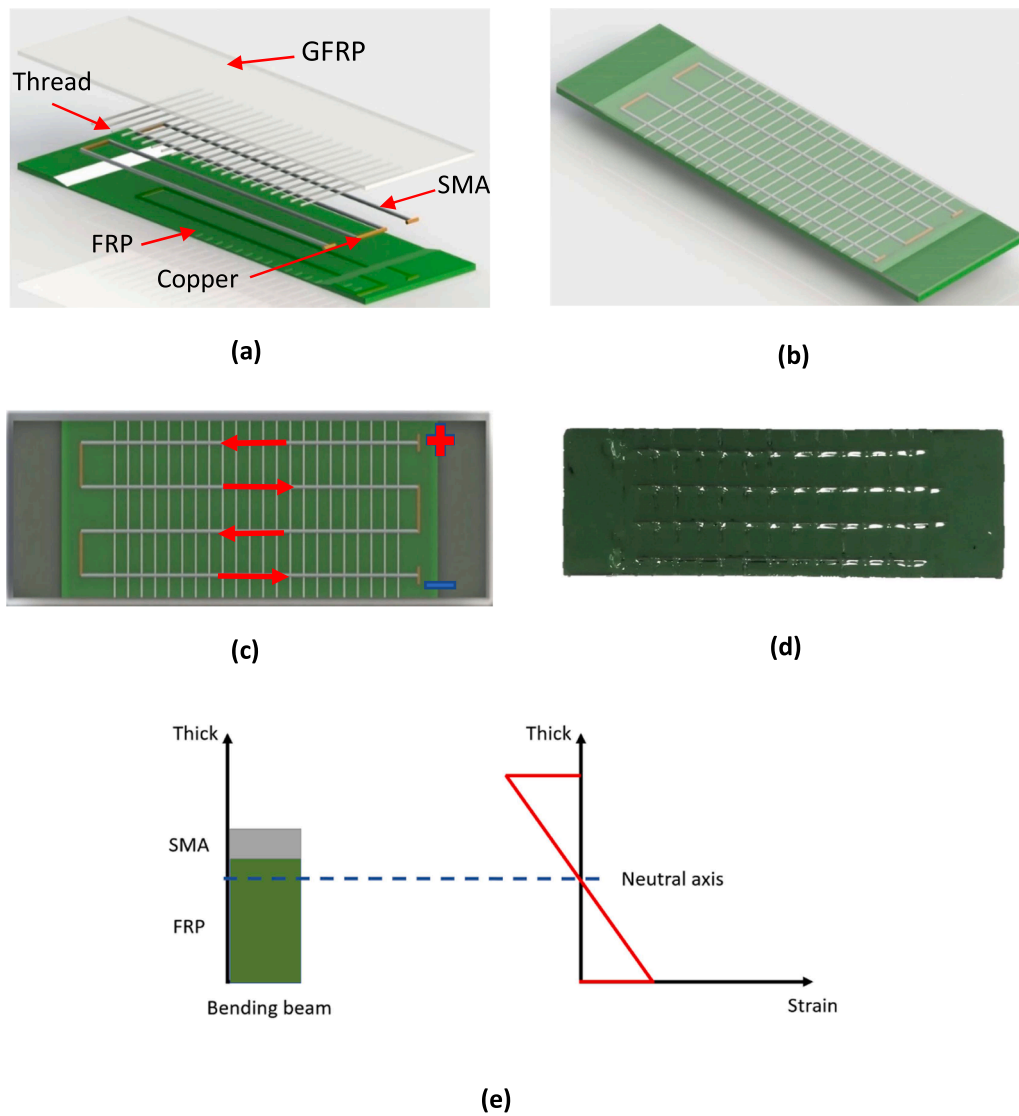 GFRP
Thread
SMA
FRP
Copper
(a)
(b)
(c)
(d)
Thick
SMA
FRP
Bending beam
Thick
Neutral axis
Strain
(e)